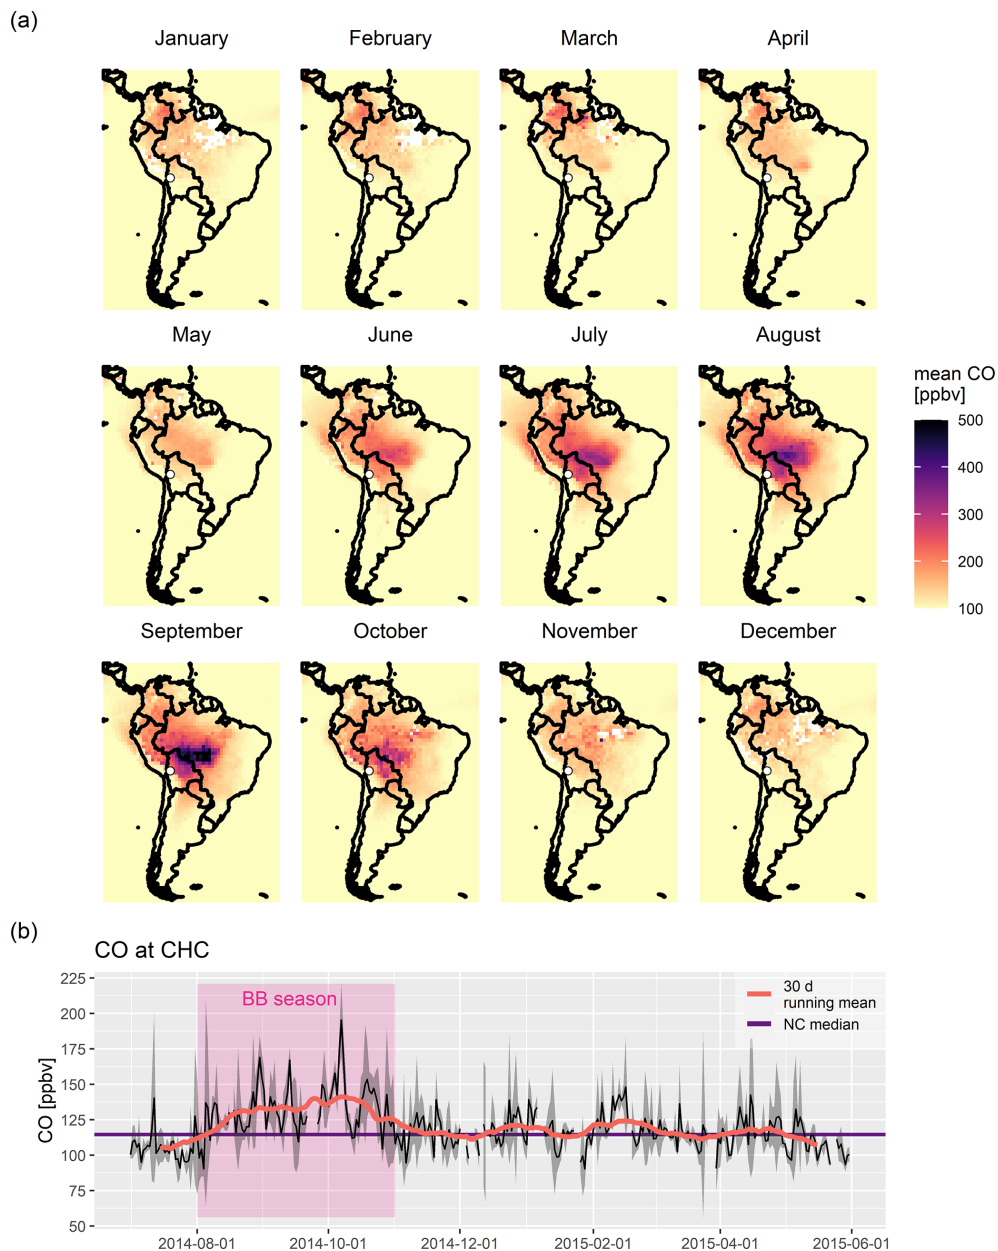 (a)
January
February
March
April
May
June
July
August
mean CO
[ppbv]
500
400
300
200
100
September
October
November
December
(b)
CO at CHC
CO [ppbv]
225
200
175
150
125
100
75
50
BB season
30 d
running mean
NC median
2014-08-01
2014-10-01
2014-12-01
2015-02-01
2015-04-01
2015-06-01